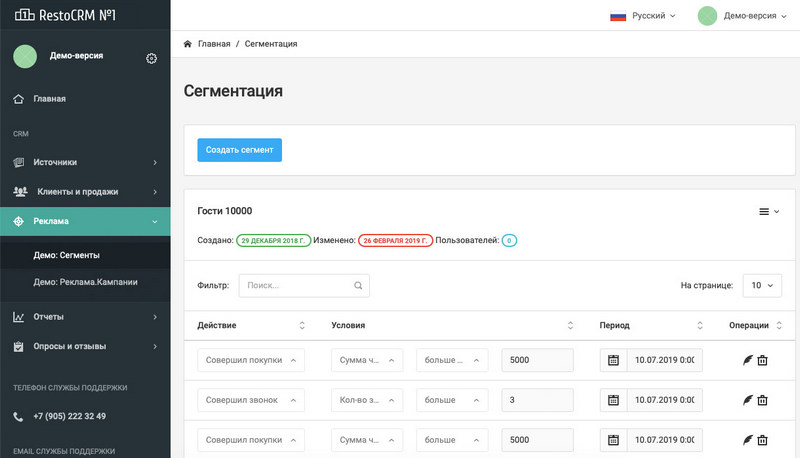 RestoCRM №1
Русский
Демо-версия
Демо-версия
Главная / Сегментация
Главная
Сегментация
CRM
Создать сегмент
Источники
Клиенты и продажи
Реклама
Гости 10000
Создано: 29 ДЕКАБРЯ 2018 Г. Изменено: 26 ФЕВРАЛЯ 2019 Г. Пользователей: 0
Демо: Сегменты
Демо: Реклама.Кампании
Фильтр: Поиск... На странице: 10
Отчеты
Действие Условия Период Операции
Опросы и отзывы
Совершил покупки Сумма ч... больше ... 5000 10.07.2019 0:00
ТЕЛЕФОН СЛУЖБЫ ПОДДЕРЖКИ
Совершил звонок Кол-во з... больше 3 10.07.2019 0:00
+7 (905) 222 32 49
Совершил покупки Сумма ч... больше 5000 10.07.2019 0:00
EMAIL СЛУЖБЫ ПОДДЕРЖКИ